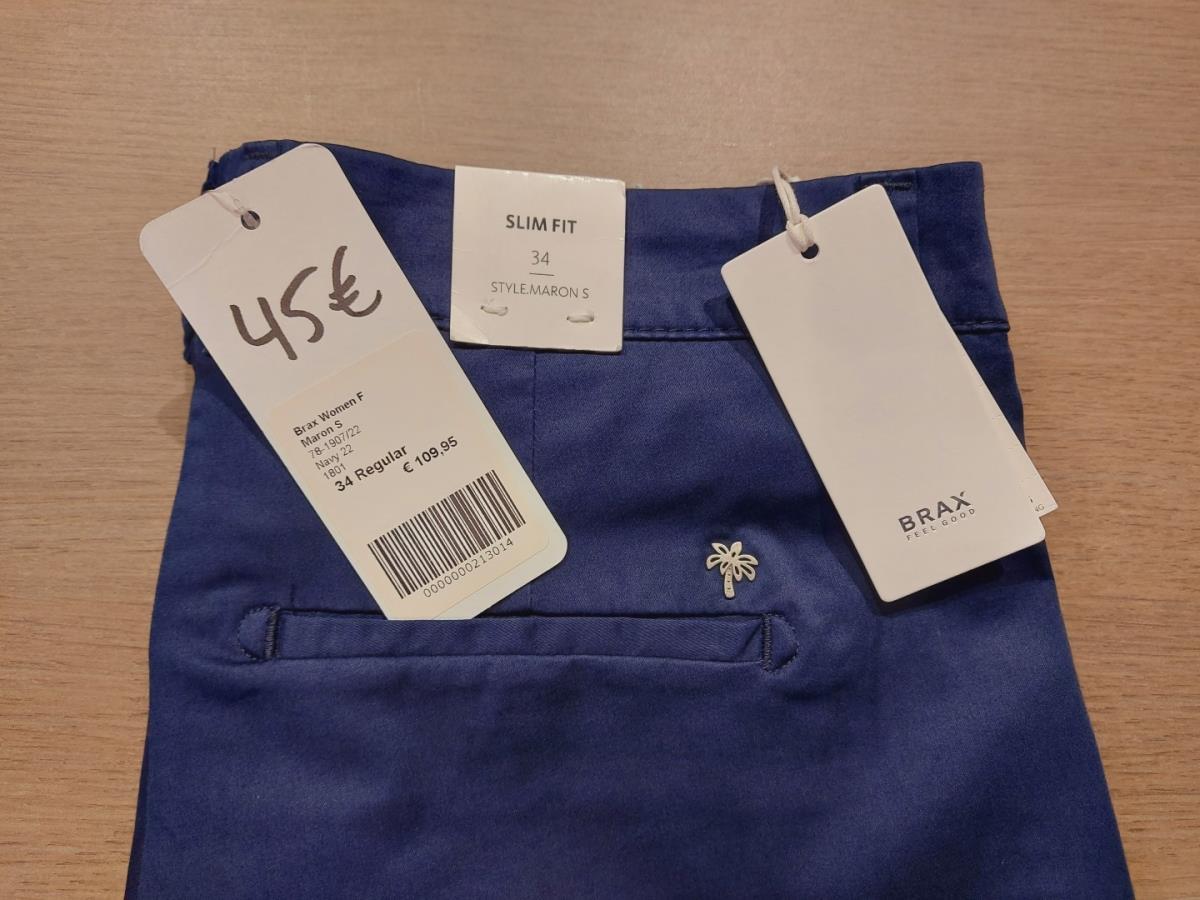 45€
Brax Women F
Maron S
78-1907/22
Navy 22
1801
34 Regular
€ 109,95
0000000213014
SLIM FIT
34
STYLE.MARON S
BRAX
FEEL GOOD